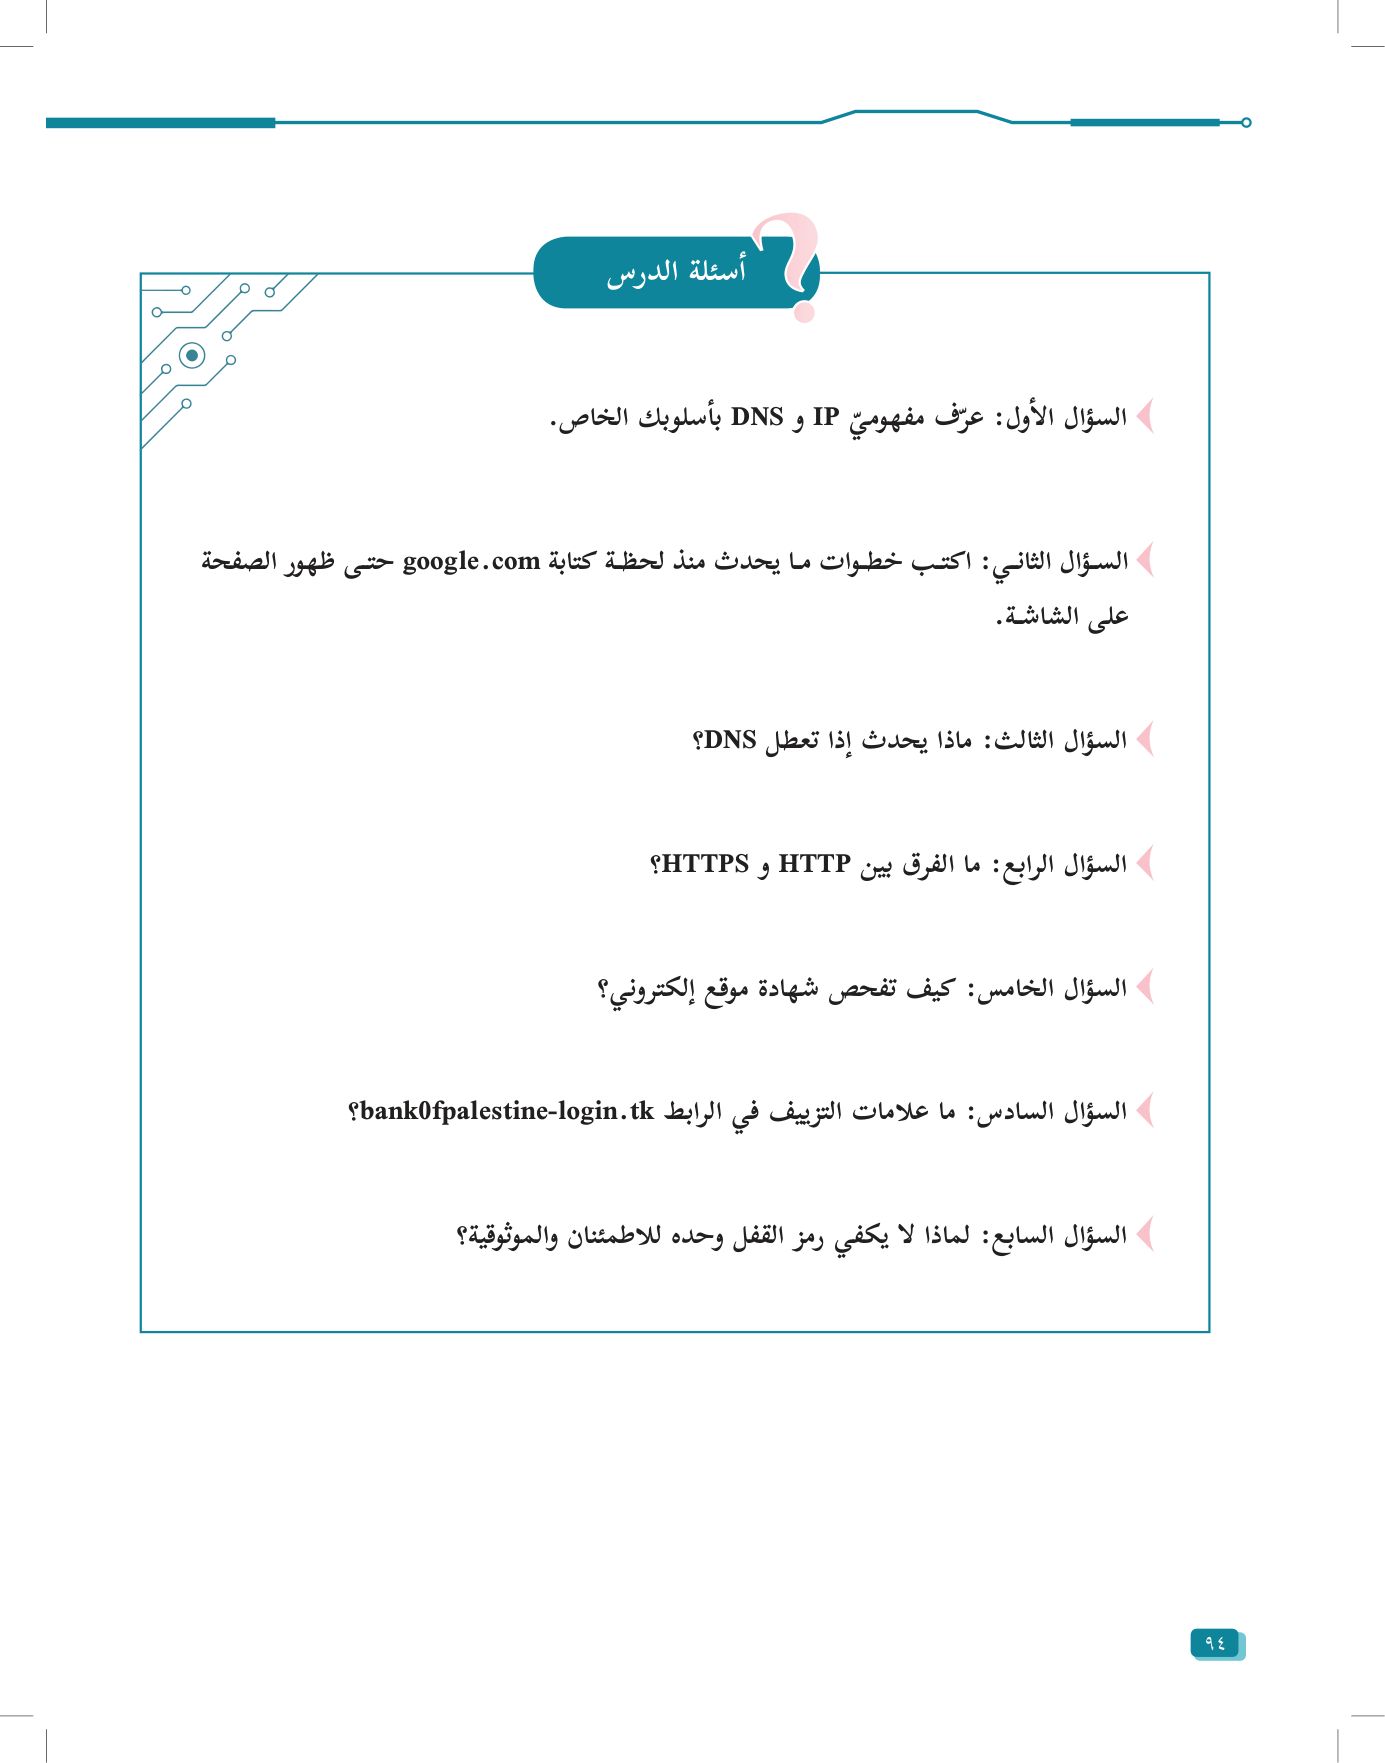 أسئلة الدرس
السؤال الأول: عرّف مفهوميّ IP و DNS بأسلوبك الخاص.
السؤال الثاني: اكتب خطوات ما يحدث منذ لحظة كتابة google.com حتى ظهور الصفحة
على الشاشة.
السؤال الثالث: ماذا يحدث إذا تعطل DNS؟
السؤال الرابع: ما الفرق بين HTTP و HTTPS؟
السؤال الخامس: كيف تفحص شهادة موقع إلكتروني؟
السؤال السادس: ما علامات التزييف في الرابط bank0fpalestine-login.tk؟
السؤال السابع: لماذا لا يكفي رمز القفل وحده للاطمئنان والموثوقية؟
٩٤